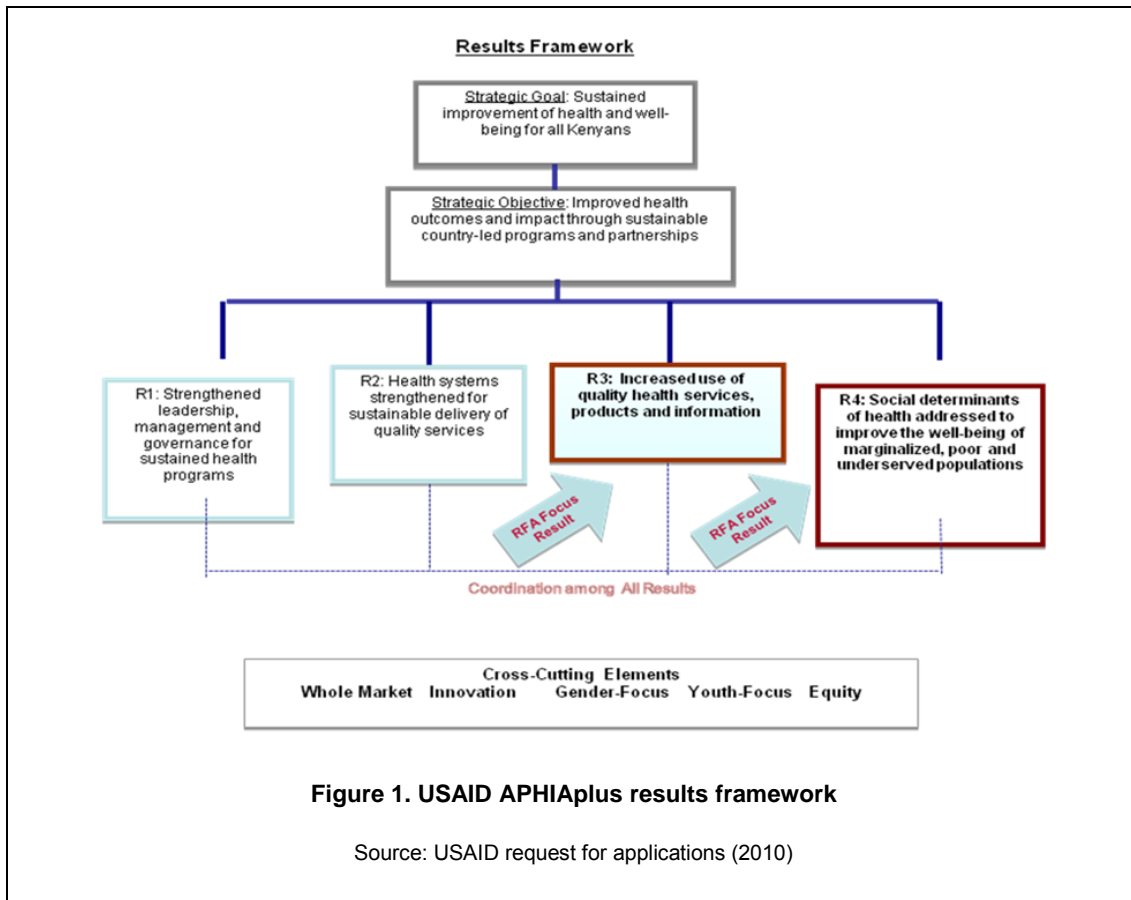 Results Framework
Strategic Goal: Sustained
improvement of health and well-
being for all Kenyans
Strategic Objective: Improved health
outcomes and impact through sustainable
country-led programs and partnerships
R1: Strengthened
leadership,
management and
governance for
sustained health
programs
R2: Health systems
strengthened for
sustainable delivery of
quality services
R3: Increased use of
quality health services,
products and information
R4: Social determinants
of health addressed to
improve the well-being of
marginalized, poor and
underserved populations
RFA Focus
Result
RFA Focus
Result
Coordination among All Results
Cross-Cutting Elements
Whole Market Innovation Gender-Focus Youth-Focus Equity
Figure 1. USAID APHIAplus results framework
Source: USAID request for applications (2010)